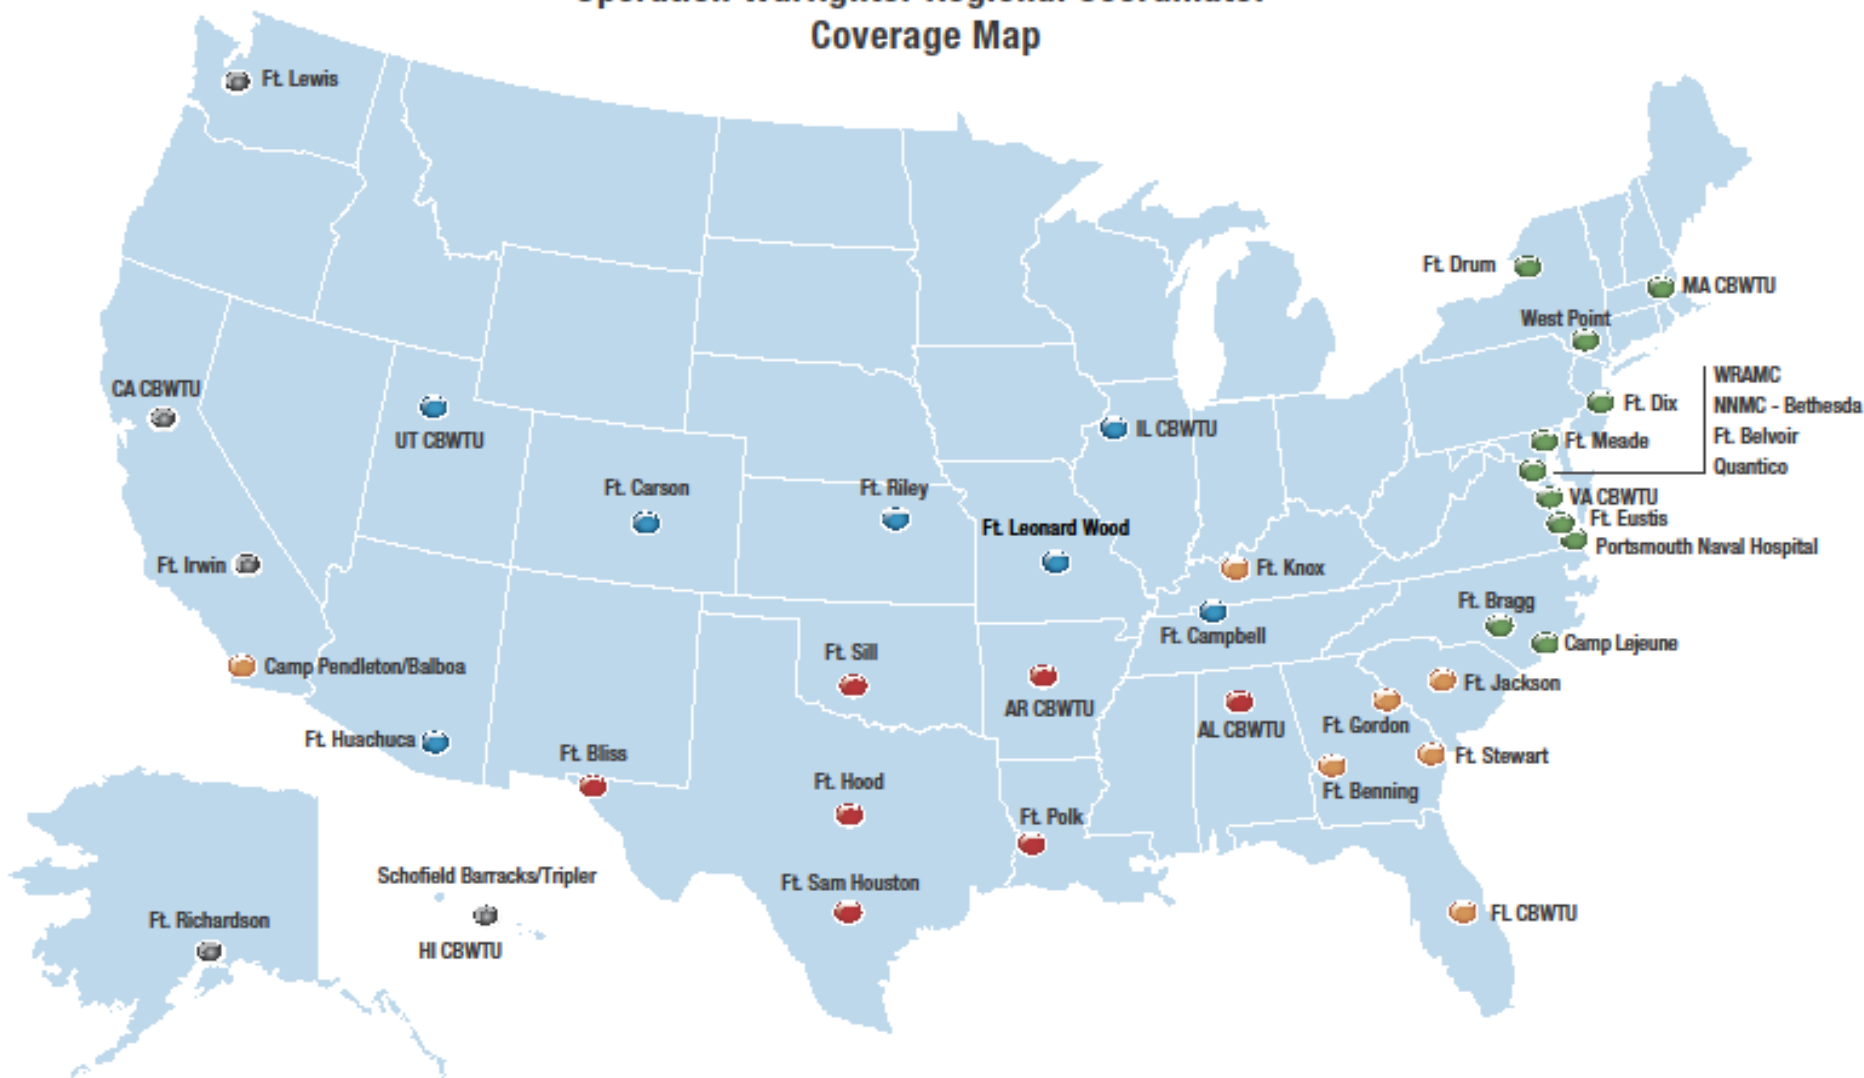 Coverage Map
Ft. Lewis
Ft. Drum
MA CBWTU
West Point
WRAMC
CA CBWTU
Ft. Dix
NNMC - Bethesda
UT CBWTU
IL CBWTU
Ft. Meade
Ft. Belvoir
Quantico
Ft. Carson
Ft. Riley
VA CBWTU
Ft. Eustis
Ft. Leonard Wood
Portsmouth Naval Hospital
Ft. Irwin
Ft. Knox
Ft. Bragg
Ft. Campbell
Camp Lejeune
Ft. Sill
Camp Pendleton/Balboa
Ft. Jackson
AR CBWTU
Ft. Gordon
AL CBWTU
Ft. Huachuca
Ft. Bliss
Ft. Stewart
Ft. Hood
Ft. Benning
Ft. Polk
Schofield Barracks/Tripler
Ft. Sam Houston
FL CBWTU
Ft. Richardson
HI CBWTU